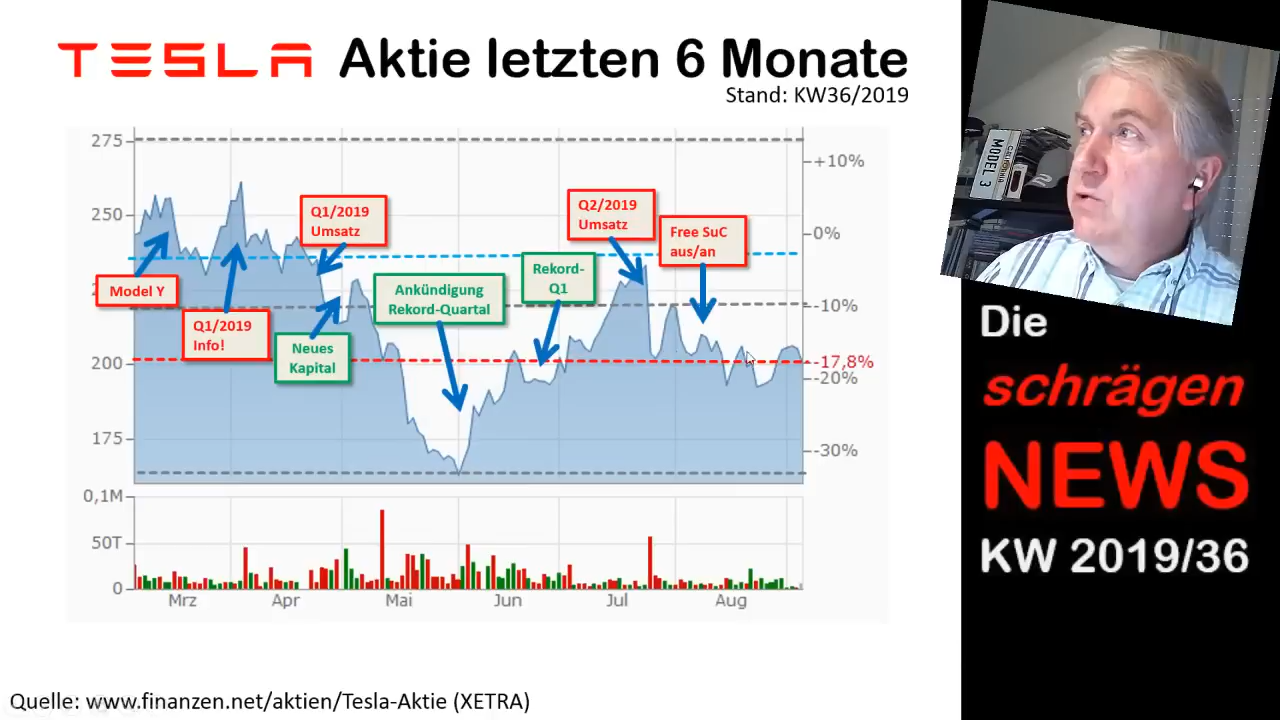 TESLA Aktie letzten 6 Monate
Stand: KW36/2019
275
250
200
175
+10%
0%
-10%
-17,8%
-20%
-30%
Model Y
Q1/2019
Info!
Q1/2019
Umsatz
Neues
Kapital
Ankündigung
Rekord-Quartal
Rekord-
Q1
Q2/2019
Umsatz
Free SuC
aus/an
0,1M
50T
0
Mrz Apr Mai Jun Jul Aug
Quelle: www.finanzen.net/aktien/Tesla-Aktie (XETRA)
MODEL 3
Die
schrägen
NEWS
KW 2019/36